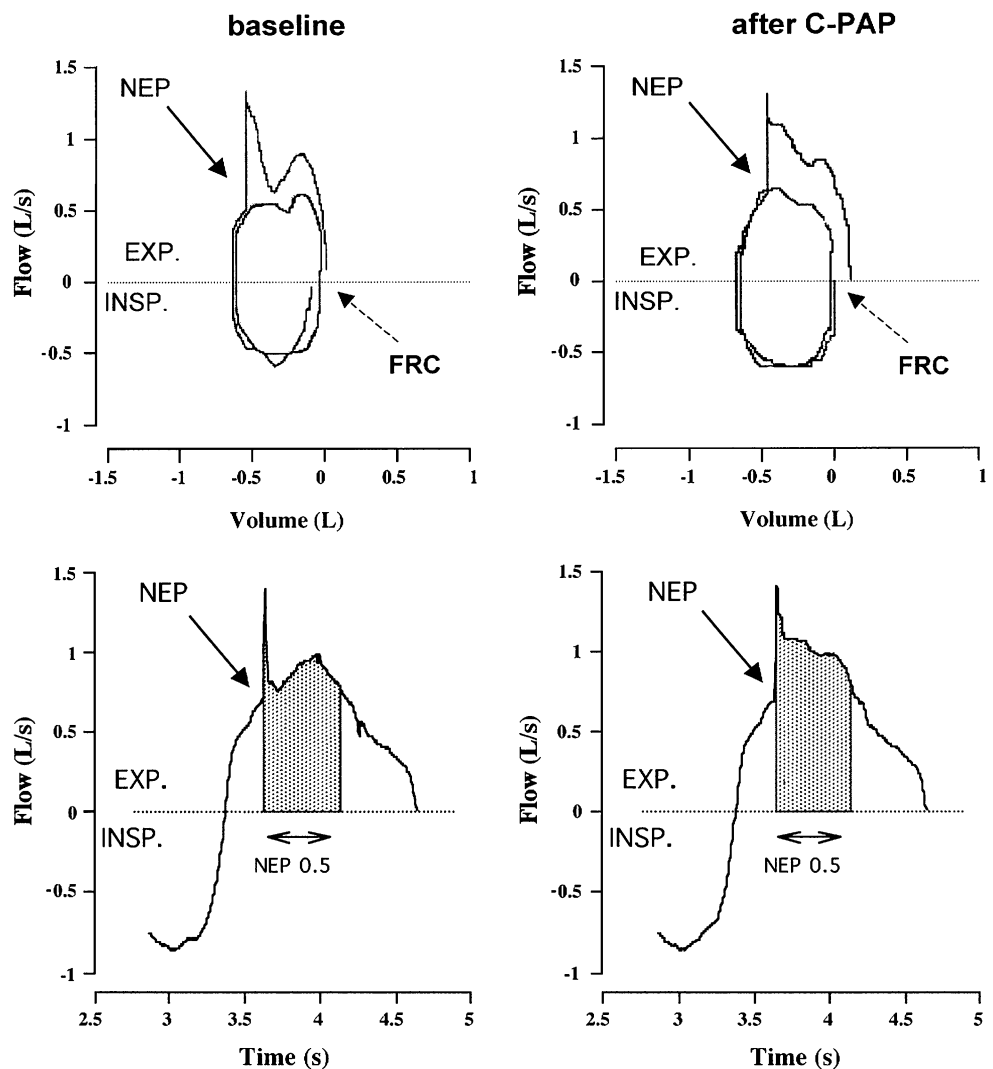 baseline
1.5
NEP
1
0.5
Flow (L/s)
EXP.
0
INSP.
-0.5
FRC
-1
-1.5 -1 -0.5 0 0.5 1
Volume (L)
after C-PAP
1.5
NEP
1
0.5
Flow (L/s)
EXP.
0
INSP.
-0.5
FRC
-1
-1.5 -1 -0.5 0 0.5 1
Volume (L)
1.5
NEP
1
0.5
Flow (L/s)
EXP.
0
INSP.
NEP 0.5
-0.5
-1
2.5 3 3.5 4 4.5 5
Time (s)
1.5
NEP
1
0.5
Flow (L/s)
EXP.
0
INSP.
NEP 0.5
-0.5
-1
2.5 3 3.5 4 4.5 5
Time (s)